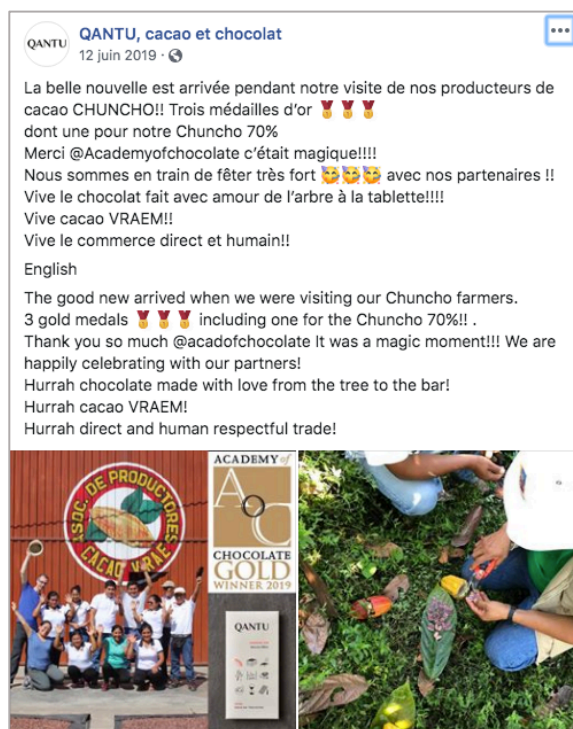 QANTU
QANTU, cacao et chocolat
12 juin 2019
La belle nouvelle est arrivée pendant notre visite de nos producteurs de
cacao CHUNCHO!! Trois médailles d’or 🏅 🏅 🏅
dont une pour notre Chuncho 70%
Merci @Academyofchocolate c’était magique!!!!
Nous sommes en train de fêter très fort 🥳🥳🥳 avec nos partenaires !!
Vive le chocolat fait avec amour de l’arbre à la tablette!!!!
Vive cacao VRAEM!!
Vive le commerce direct et humain!!
English
The good new arrived when we were visiting our Chuncho farmers.
3 gold medals 🏅 🏅 🏅 including one for the Chuncho 70%!! .
Thank you so much @acadofchocolate It was a magic moment!!! We are
happily celebrating with our partners!
Hurrah chocolate made with love from the tree to the bar!
Hurrah cacao VRAEM!
Hurrah direct and human respectful trade!
ASOC. DE PRODUCTORES
CACAO VRAE
ACADEMY of
AoC
CHOCOLATE
GOLD
WINNER 2019
QANTU